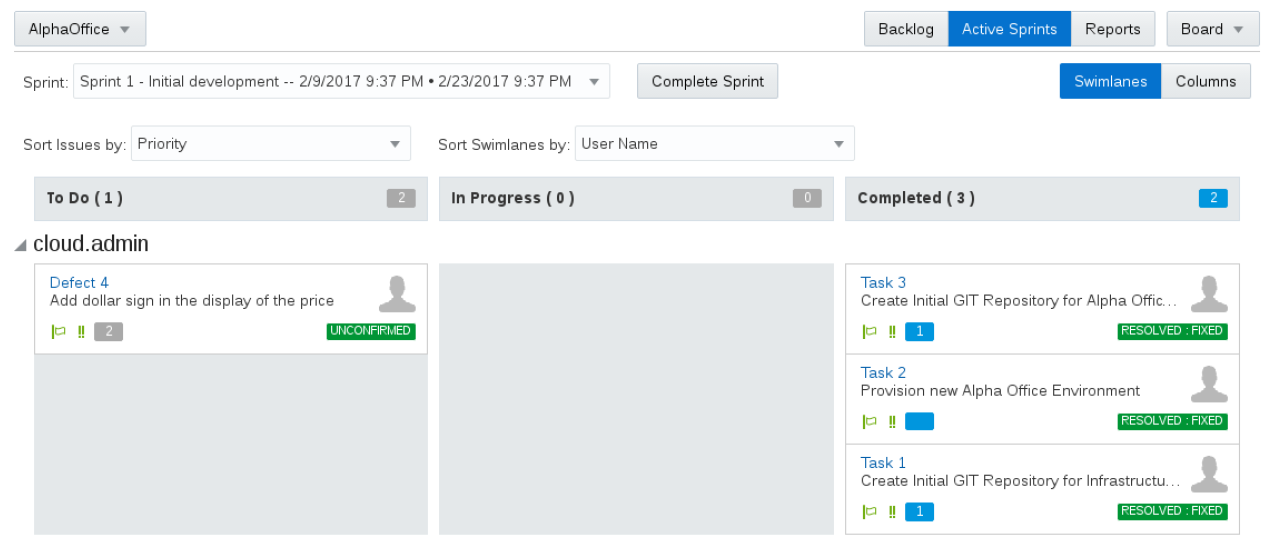 AlphaOffice
Backlog
Active Sprints
Reports
Board
Sprint: Sprint 1 - Initial development -- 2/9/2017 9:37 PM • 2/23/2017 9:37 PM
Complete Sprint
Swimlanes
Columns
Sort Issues by: Priority
Sort Swimlanes by: User Name
To Do ( 1 )
2
In Progress ( 0 )
0
Completed ( 3 )
2
cloud.admin
Defect 4
Add dollar sign in the display of the price
2
UNCONFIRMED
Task 3
Create Initial GIT Repository for Alpha Offic...
1
RESOLVED : FIXED
Task 2
Provision new Alpha Office Environment
RESOLVED : FIXED
Task 1
Create Initial GIT Repository for Infrastructu...
1
RESOLVED : FIXED